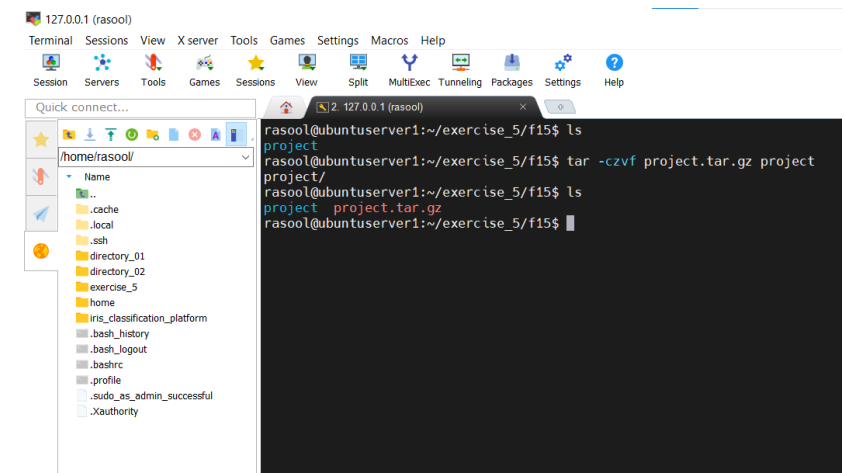 127.0.0.1 (rasool)
Terminal Sessions View X server Tools Games Settings Macros Help
Session Servers Tools Games Sessions View Split MultiExec Tunneling Packages Settings Help
Quick connect...
2. 127.0.0.1 (rasool)
/home/rasool/
Name
..
.cache
.local
.ssh
directory_01
directory_02
exercise_5
home
iris_classification_platform
.bash_history
.bash_logout
.bashrc
.profile
.sudo_as_admin_successful
.Xauthority
rasool@ubuntuserver1:~/exercise_5/f15$ ls
project
rasool@ubuntuserver1:~/exercise_5/f15$ tar -czvf project.tar.gz project
project/
rasool@ubuntuserver1:~/exercise_5/f15$ ls
project project.tar.gz
rasool@ubuntuserver1:~/exercise_5/f15$